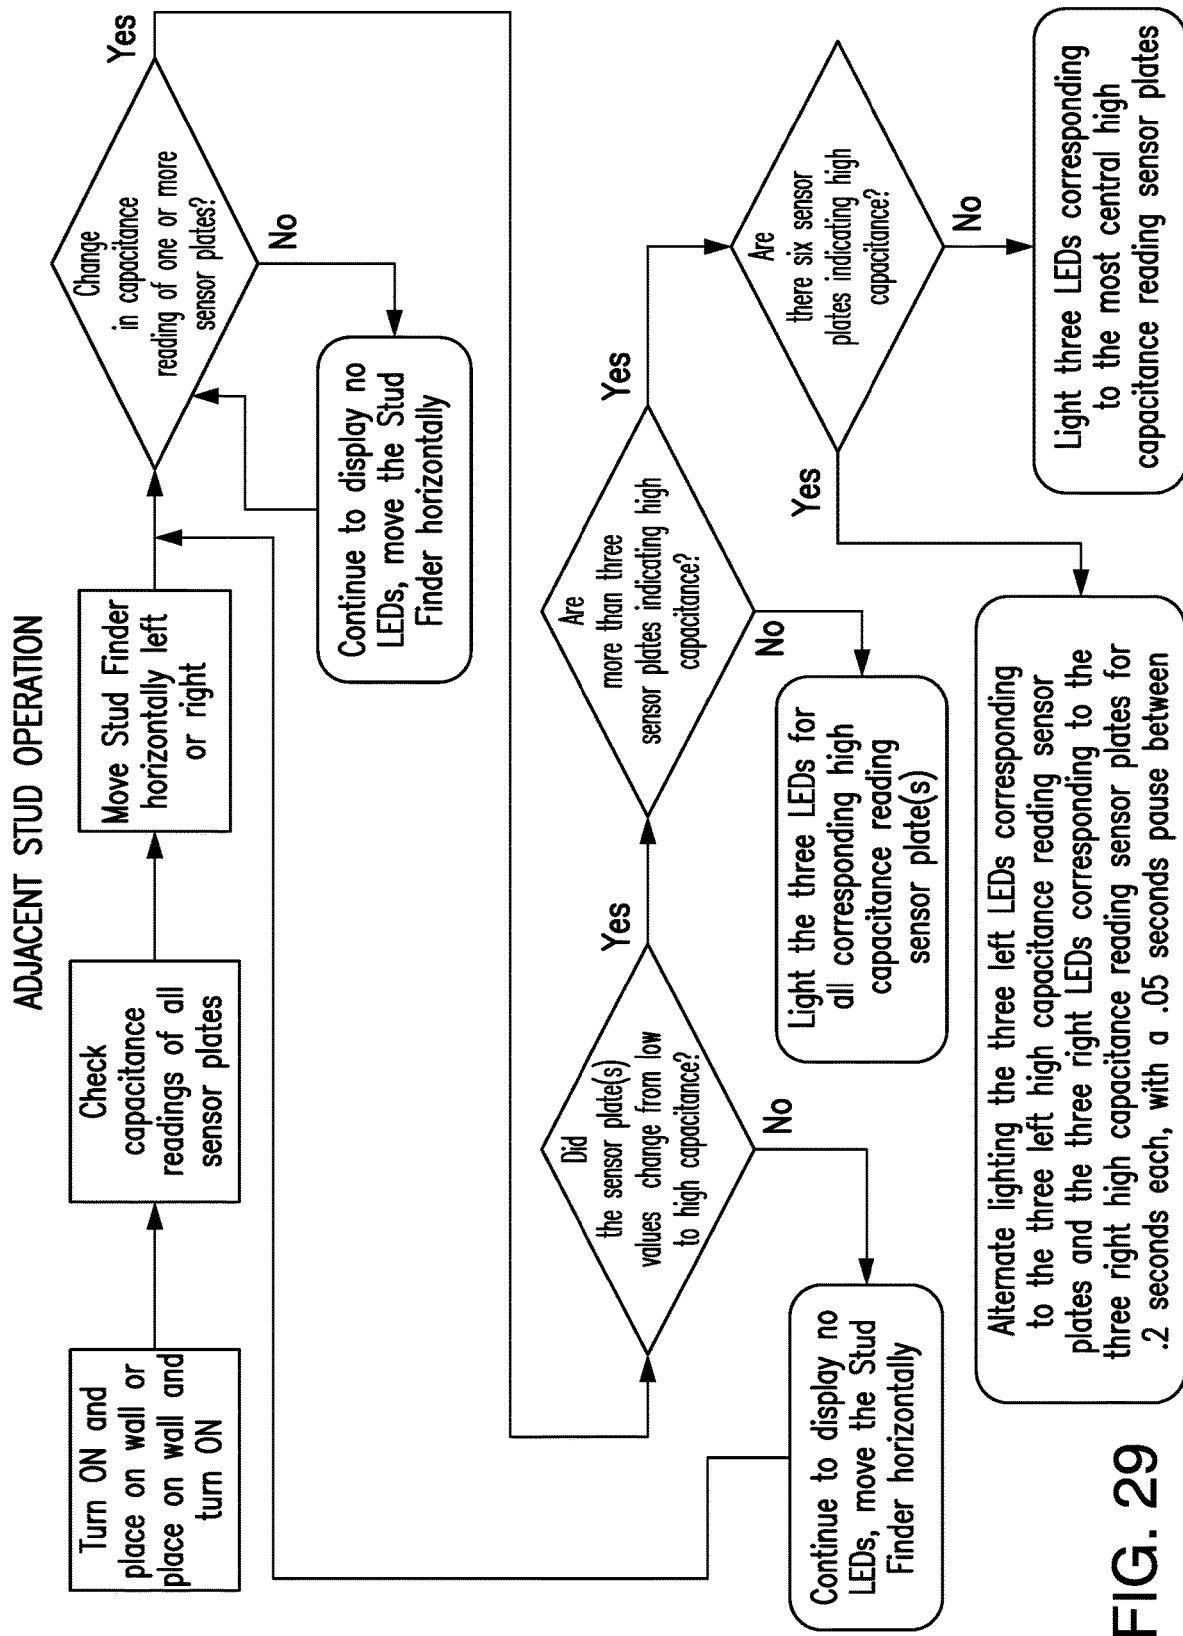 ADJACENT STUD OPERATION
Turn ON and
place on wall or
place on wall and
turn ON
Check
capacitance
readings of all
sensor plates
Move Stud Finder
horizontally left
or right
Change
in capacitance
reading of one or more
sensor plates?
Yes
No
Continue to display no
LEDs, move the Stud
Finder horizontally
Did
the sensor plate(s)
values change from low
to high capacitance?
Yes
No
Continue to display no
LEDs, move the Stud
Finder horizontally
Are
more than three
sensor plates indicating high
capacitance?
Yes
No
Light the three LEDs for
all corresponding high
capacitance reading
sensor plate(s)
Are
there six sensor
plates indicating high
capacitance?
Yes
No
Alternate lighting the three left LEDs corresponding
to the three left high capacitance reading sensor
plates and the three right LEDs corresponding to the
three right high capacitance reading sensor plates for
.2 seconds each, with a .05 seconds pause between
Light three LEDs corresponding
to the most central high
capacitance reading sensor plates
FIG. 29